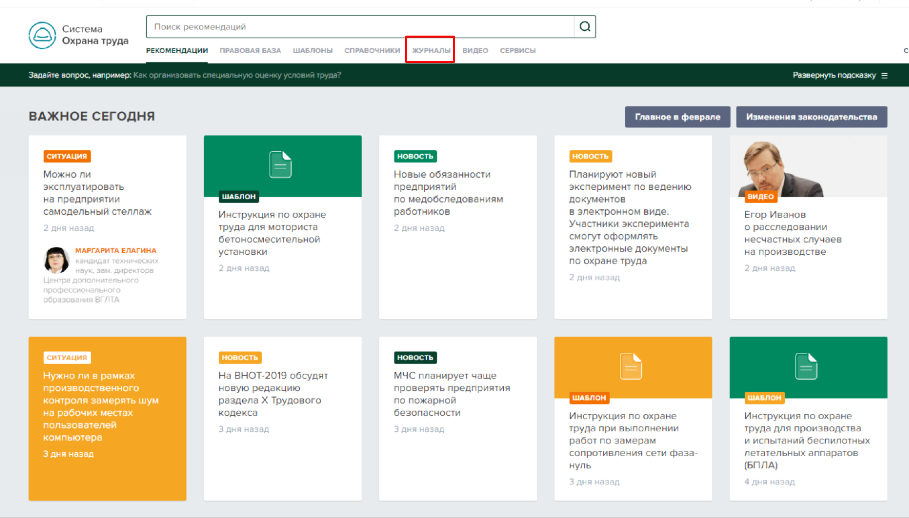 Система
Охрана труда
Поиск рекомендаций
РЕКОМЕНДАЦИИ ПРАВОВАЯ БАЗА ШАБЛОНЫ СПРАВОЧНИКИ ЖУРНАЛЫ ВИДЕО СЕРВИСЫ
Задайте вопрос, например: Как организовать специальную оценку условий труда?
Развернуть подсказку
ВАЖНОЕ СЕГОДНЯ
Главное в феврале
Изменения законодательства
СИТУАЦИЯ
Можно ли
эксплуатировать
на предприятии
самодельный стеллаж
2 дня назад
МАРГАРИТА ЕЛАГИНА
кандидат технических
наук, зам. директора
Центра дополнительного
профессионального
образования ВГЛТА
ШАБЛОН
Инструкция по охране
труда для моториста
бетоносмесительной
установки
2 дня назад
НОВОСТЬ
Новые обязанности
предприятий
по медобследованиям
работников
2 дня назад
НОВОСТЬ
Планируют новый
эксперимент по ведению
документов
в электронном виде.
Участники эксперимента
смогут оформлять
электронные документы
по охране труда
2 дня назад
ВИДЕО
Егор Иванов
о расследовании
несчастных случаев
на производстве
2 дня назад
СИТУАЦИЯ
Нужно ли в рамках
производственного
контроля замерять шум
на рабочих местах
пользователей
компьютера
3 дня назад
НОВОСТЬ
На ВНОТ-2019 обсудят
новую редакцию
раздела X Трудового
кодекса
3 дня назад
НОВОСТЬ
МЧС планирует чаще
проверять предприятия
по пожарной
безопасности
3 дня назад
ШАБЛОН
Инструкция по охране
труда при выполнении
работ по замерам
сопротивления сети фаза-
нуль
3 дня назад
ШАБЛОН
Инструкция по охране
труда для производства
и испытаний беспилотных
летательных аппаратов
(БПЛА)
4 дня назад